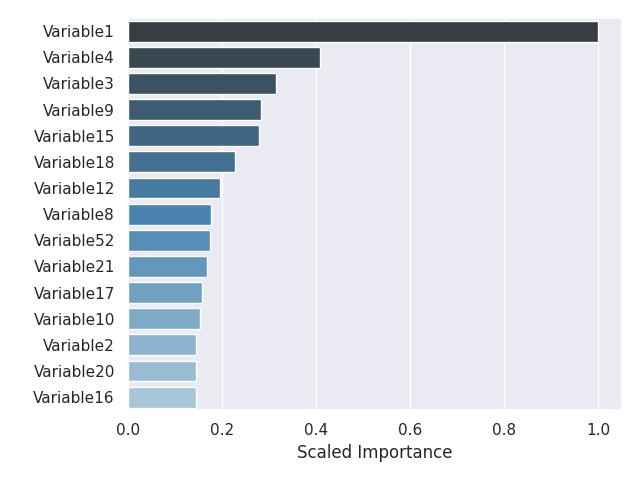 Variable1
Variable4
Variable3
Variable9
Variable15
Variable18
Variable12
Variable8
Variable52
Variable21
Variable17
Variable10
Variable2
Variable20
Variable16
0.0 0.2 0.4 0.6 0.8 1.0
Scaled Importance